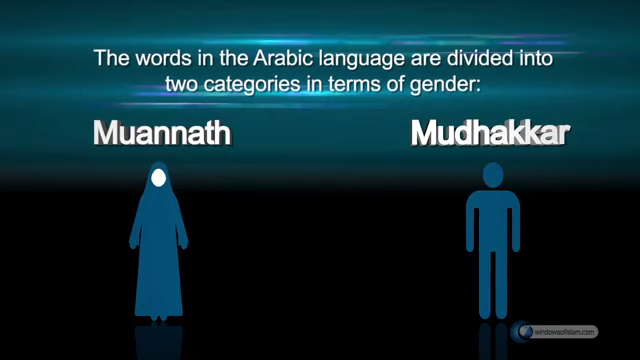 The words in the Arabic language are divided into
two categories in terms of gender:
Muannath
Mudhakkar
windowsofislam.com